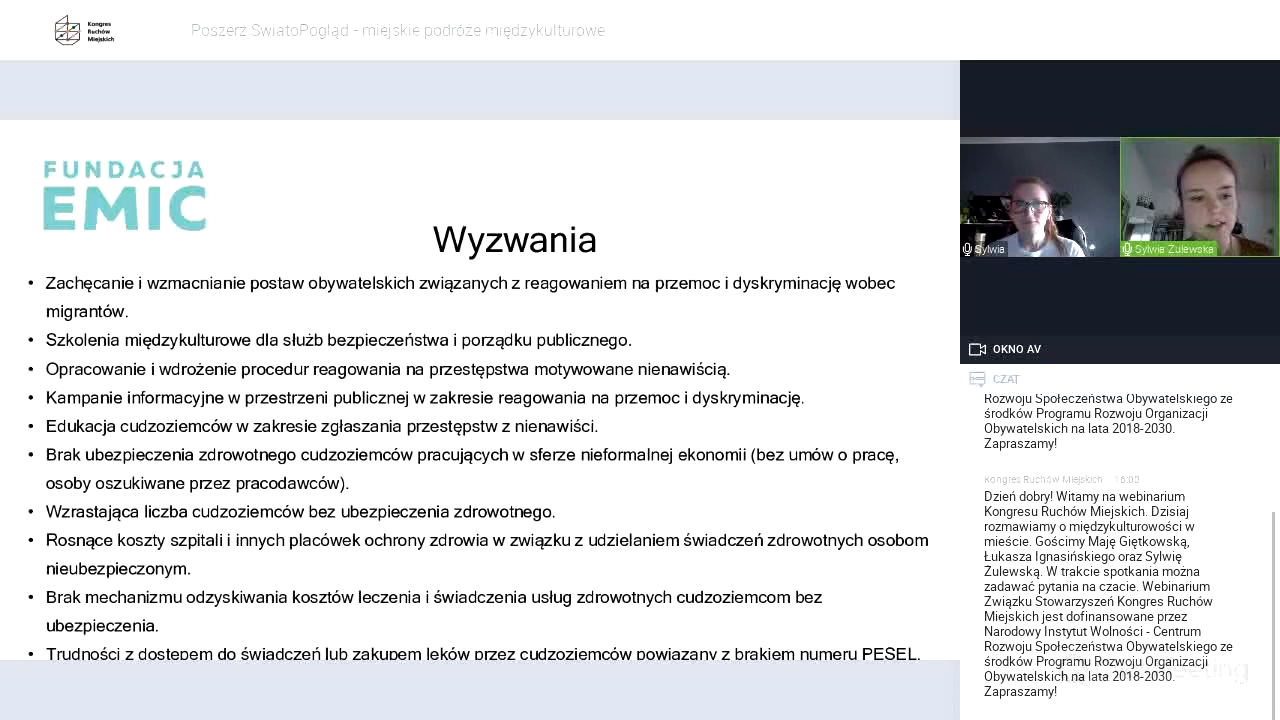 Kongres
Ruchów
Miejskich
Poszerz SwiatoPogląd - miejskie podróże międzykulturowe
FUNDACJA
EMIC
Wyzwania
• Zachęcanie i wzmacnianie postaw obywatelskich związanych z reagowaniem na przemoc i dyskryminację wobec
migrantów.
• Szkolenia międzykulturowe dla służb bezpieczeństwa i porządku publicznego.
• Opracowanie i wdrożenie procedur reagowania na przestępstwa motywowane nienawiścią.
• Kampanie informacyjne w przestrzeni publicznej w zakresie reagowania na przemoc i dyskryminację.
• Edukacja cudzoziemców w zakresie zgłaszania przestępstw z nienawiści.
• Brak ubezpieczenia zdrowotnego cudzoziemców pracujących w sferze nieformalnej ekonomii (bez umów o pracę,
osoby oszukiwane przez pracodawców).
• Wzrastająca liczba cudzoziemców bez ubezpieczenia zdrowotnego.
• Rosnące koszty szpitali i innych placówek ochrony zdrowia w związku z udzielaniem świadczeń zdrowotnych osobom
nieubezpieczonym.
• Brak mechanizmu odzyskiwania kosztów leczenia i świadczenia usług zdrowotnych cudzoziemcom bez
ubezpieczenia.
• Trudności z dostępem do świadczeń lub zakupem leków przez cudzoziemców powiązany z brakiem numeru PESEL.
Sylwia
Sylwia Żulewska
OKNO AV
CZAT
Rozwoju Społeczeństwa Obywatelskiego ze
środków Programu Rozwoju Organizacji
Obywatelskich na lata 2018-2030.
Zapraszamy!
Kongres Ruchów Miejskich 16:00
Dzień dobry! Witamy na webinarium
Kongresu Ruchów Miejskich. Dzisiaj
rozmawiamy o międzykulturowości w
mieście. Gościmy Maję Giętkowską,
Łukasza Ignasińskiego oraz Sylwię
Żulewską. W trakcie spotkania można
zadawać pytania na czacie. Webinarium
Związku Stowarzyszeń Kongres Ruchów
Miejskich jest dofinansowane przez
Narodowy Instytut Wolności - Centrum
Rozwoju Społeczeństwa Obywatelskiego ze
środków Programu Rozwoju Organizacji
Obywatelskich na lata 2018-2030.
Zapraszamy!